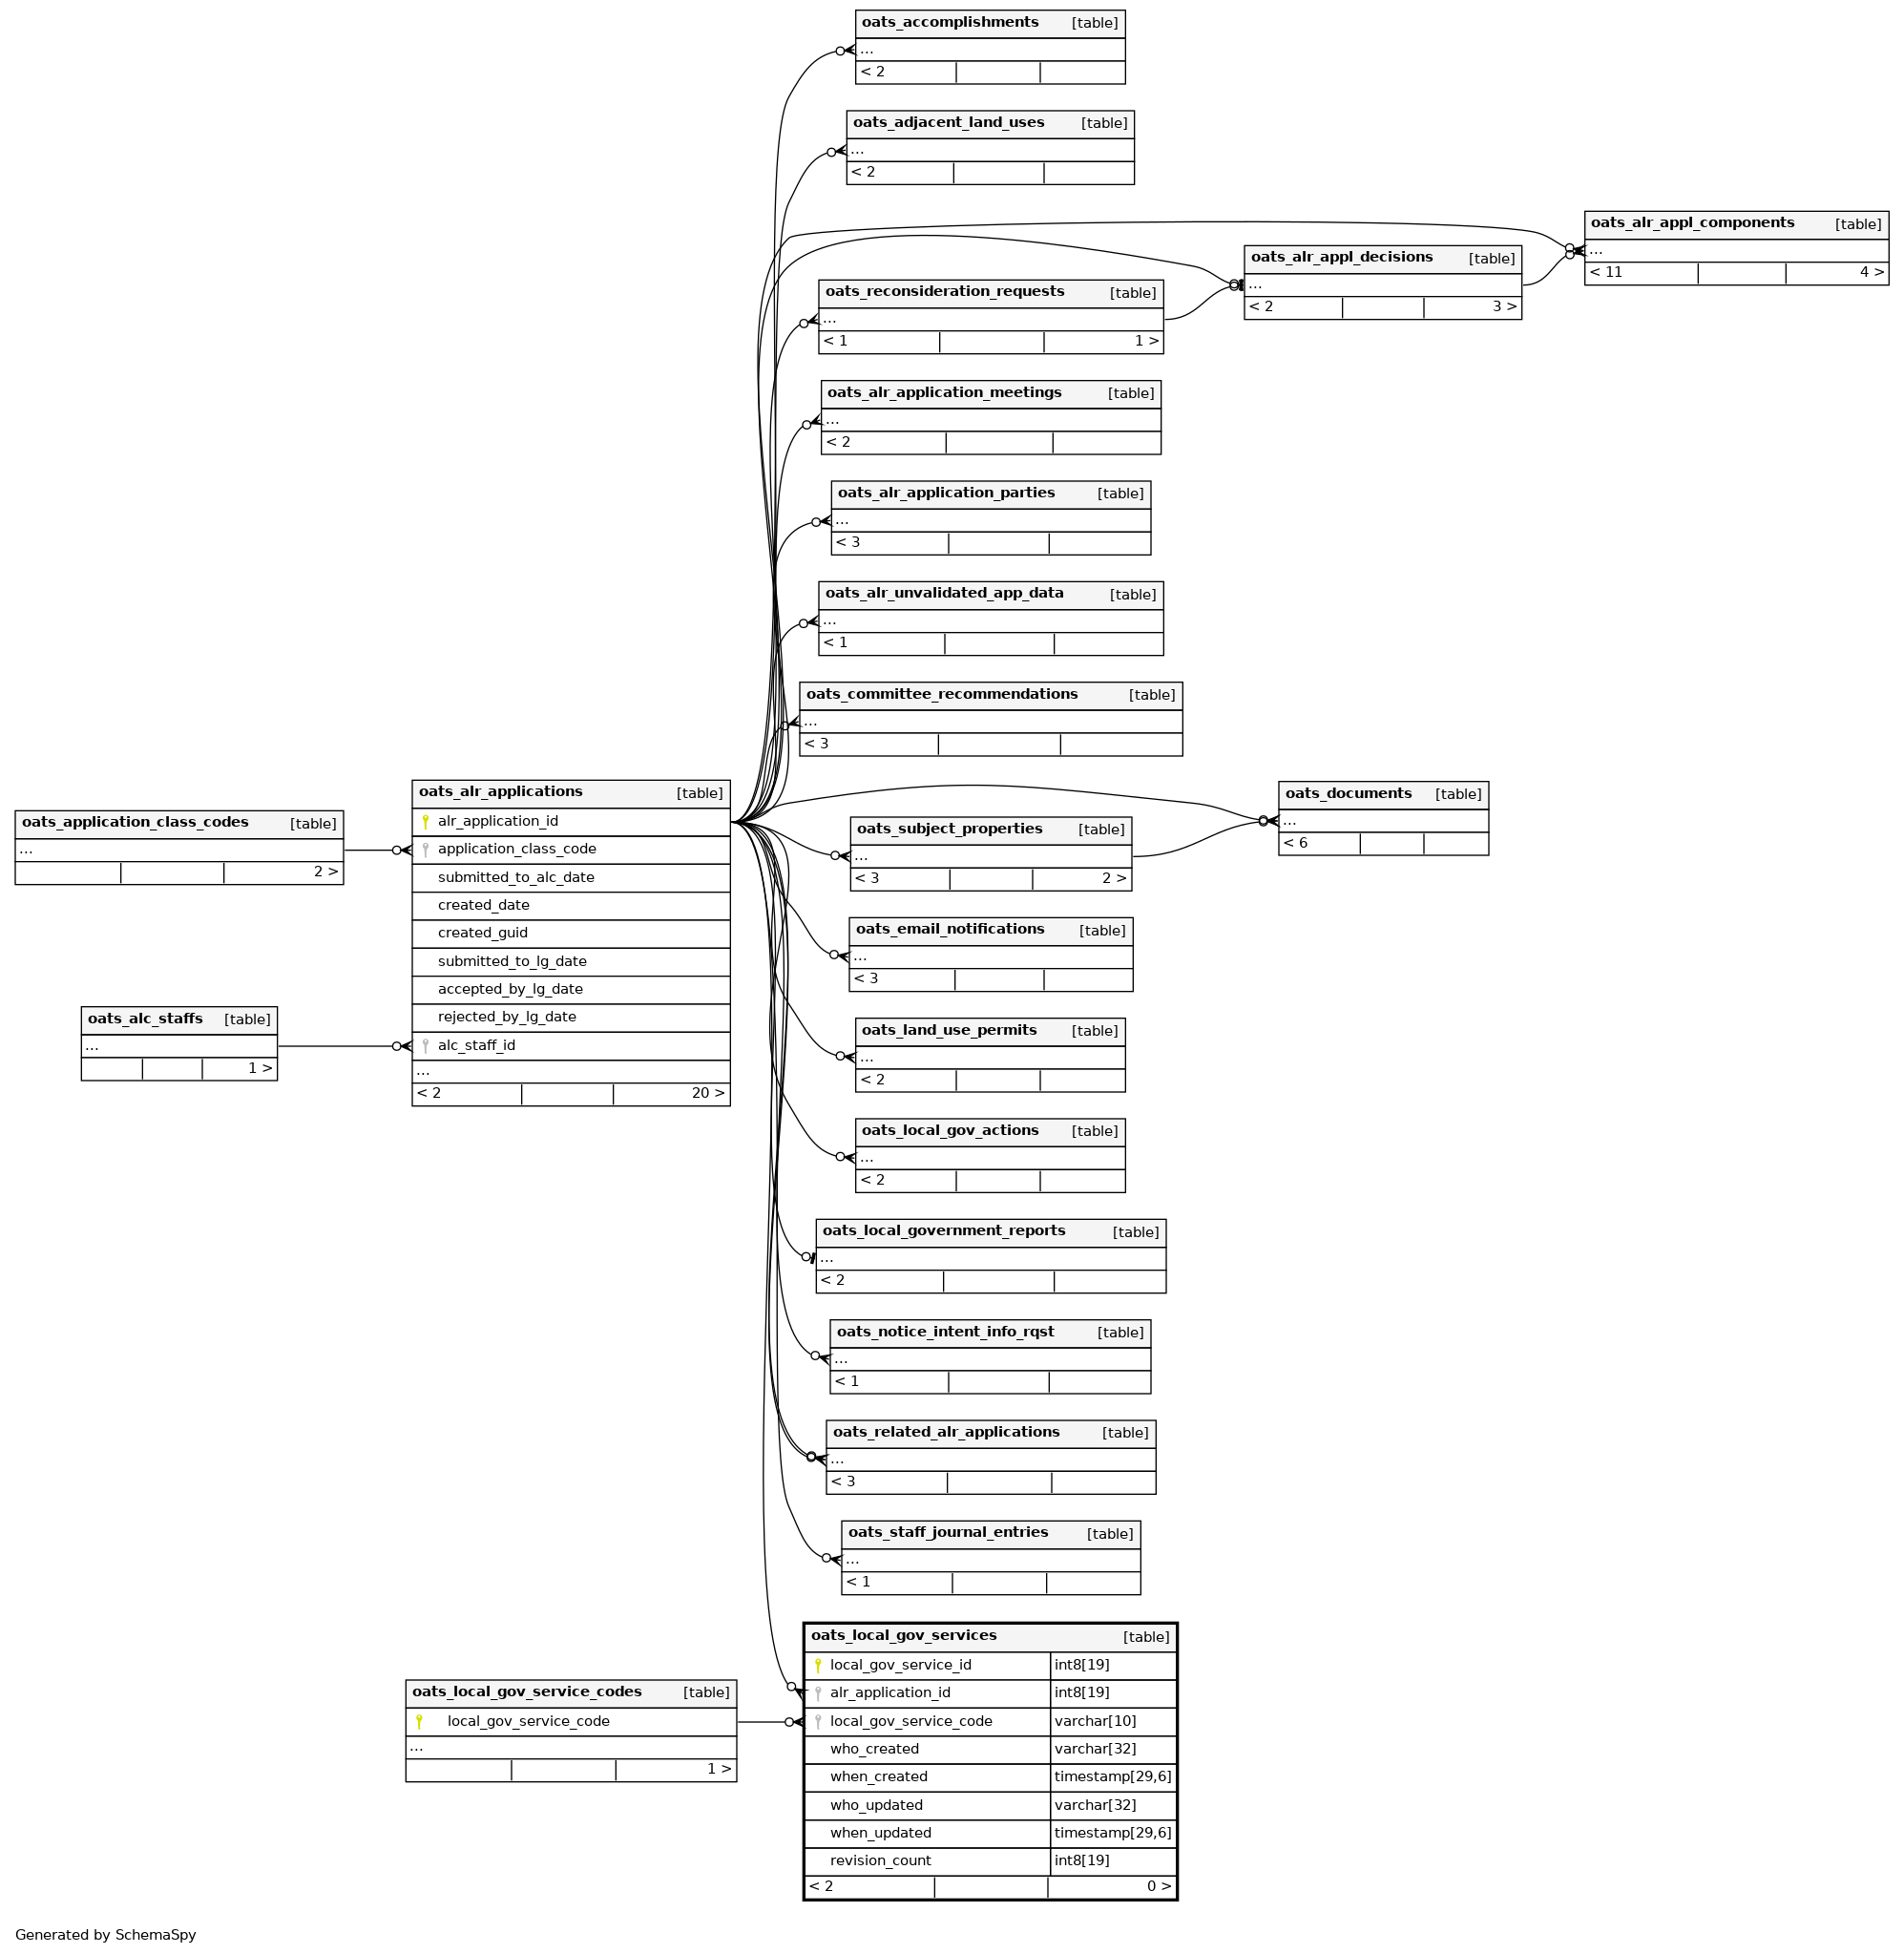 oats_accomplishments [table]
...
< 2
oats_adjacent_land_uses [table]
...
< 2
oats_alr_appl_components [table]
...
< 11 4 >
oats_alr_appl_decisions [table]
...
< 2 3 >
oats_reconsideration_requests [table]
...
< 1 1 >
oats_alr_application_meetings [table]
...
< 2
oats_alr_application_parties [table]
...
< 3
oats_alr_unvalidated_app_data [table]
...
< 1
oats_committee_recommendations [table]
...
< 3
oats_application_class_codes [table]
...
2 >
oats_alc_staffs [table]
...
1 >
oats_alr_applications [table]
alr_application_id
application_class_code
submitted_to_alc_date
created_date
created_guid
submitted_to_lg_date
accepted_by_lg_date
rejected_by_lg_date
alc_staff_id
...
< 2 20 >
oats_documents [table]
...
< 6
oats_subject_properties [table]
...
< 3 2 >
oats_email_notifications [table]
...
< 3
oats_land_use_permits [table]
...
< 2
oats_local_gov_actions [table]
...
< 2
oats_local_government_reports [table]
...
< 2
oats_notice_intent_info_rqst [table]
...
< 1
oats_related_alr_applications [table]
...
< 3
oats_staff_journal_entries [table]
...
< 1
oats_local_gov_service_codes [table]
local_gov_service_code
...
1 >
oats_local_gov_services [table]
local_gov_service_id int8[19]
alr_application_id int8[19]
local_gov_service_code varchar[10]
who_created varchar[32]
when_created timestamp[29,6]
who_updated varchar[32]
when_updated timestamp[29,6]
revision_count int8[19]
< 2 0 >
Generated by SchemaSpy